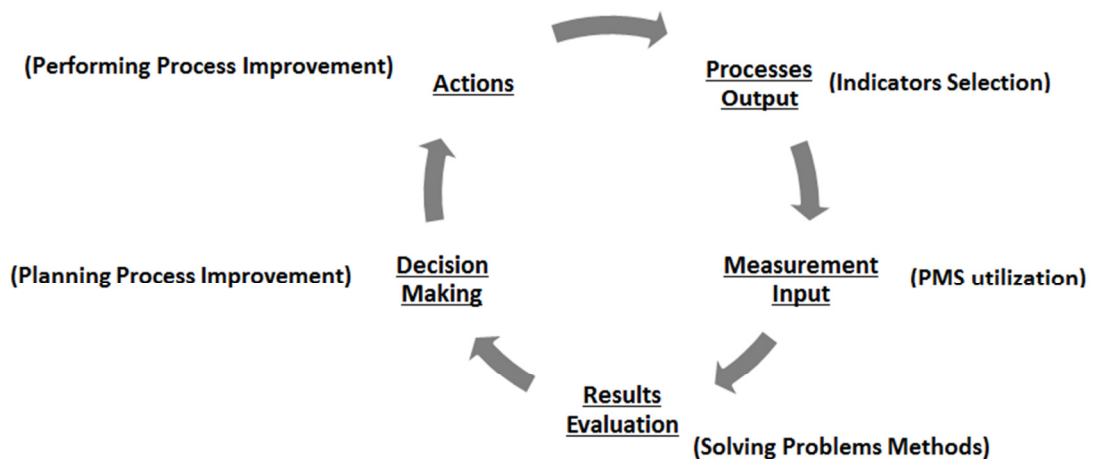 (Performing Process Improvement)
Actions
Processes
Output
(Indicators Selection)
Measurement
Input
(PMS utilization)
Results
Evaluation
(Solving Problems Methods)
Decision
Making
(Planning Process Improvement)